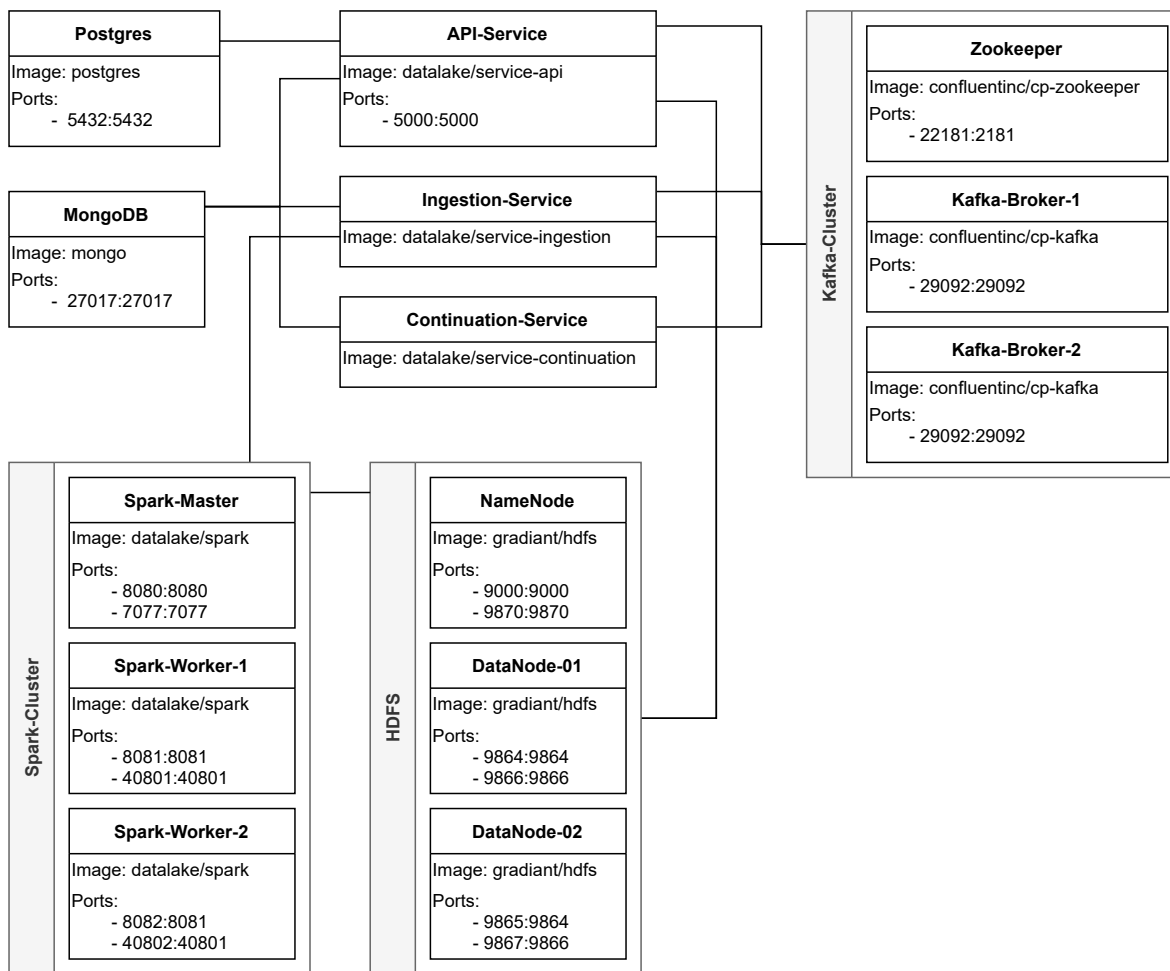 Postgres
Image: postgres
Ports:
- 5432:5432
MongoDB
Image: mongo
Ports:
- 27017:27017
API-Service
Image: datalake/service-api
Ports:
- 5000:5000
Ingestion-Service
Image: datalake/service-ingestion
Continuation-Service
Image: datalake/service-continuation
Kafka-Cluster
Zookeeper
Image: confluentinc/cp-zookeeper
Ports:
- 22181:2181
Kafka-Broker-1
Image: confluentinc/cp-kafka
Ports:
- 29092:29092
Kafka-Broker-2
Image: confluentinc/cp-kafka
Ports:
- 29092:29092
Spark-Cluster
Spark-Master
Image: datalake/spark
Ports:
- 8080:8080
- 7077:7077
Spark-Worker-1
Image: datalake/spark
Ports:
- 8081:8081
- 40801:40801
Spark-Worker-2
Image: datalake/spark
Ports:
- 8082:8081
- 40802:40801
HDFS
NameNode
Image: gradiant/hdfs
Ports:
- 9000:9000
- 9870:9870
DataNode-01
Image: gradiant/hdfs
Ports:
- 9864:9864
- 9866:9866
DataNode-02
Image: gradiant/hdfs
Ports:
- 9865:9864
- 9867:9866